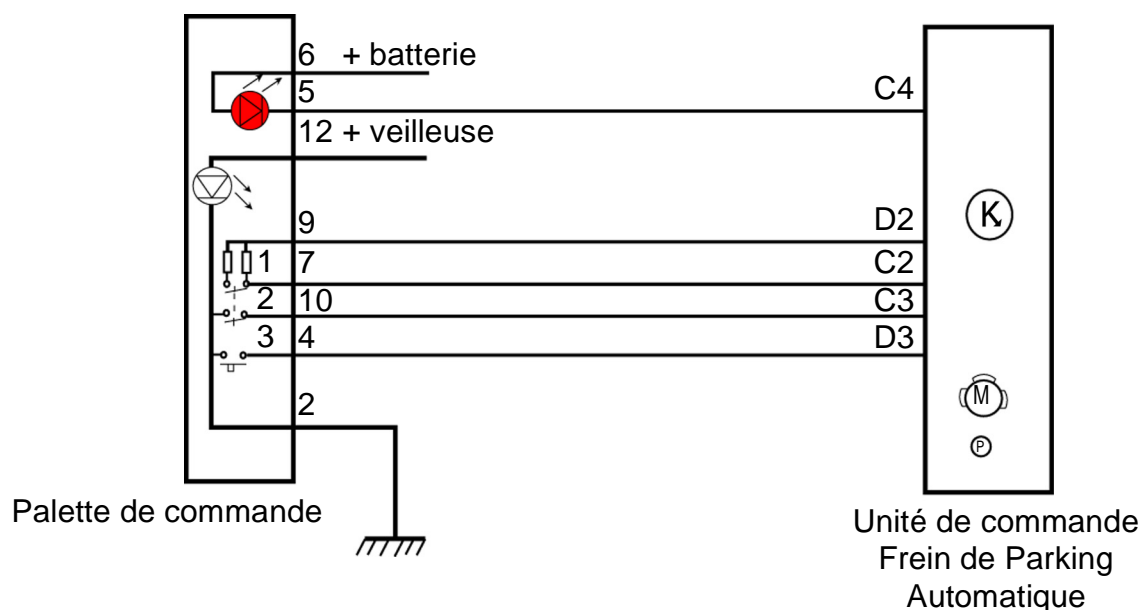 6 + batterie
5
C4
12 + veilleuse
K
9
D2
1
7
C2
2
10
C3
3
4
D3
M
2
P
Palette de commande
Unité de commande
Frein de Parking
Automatique